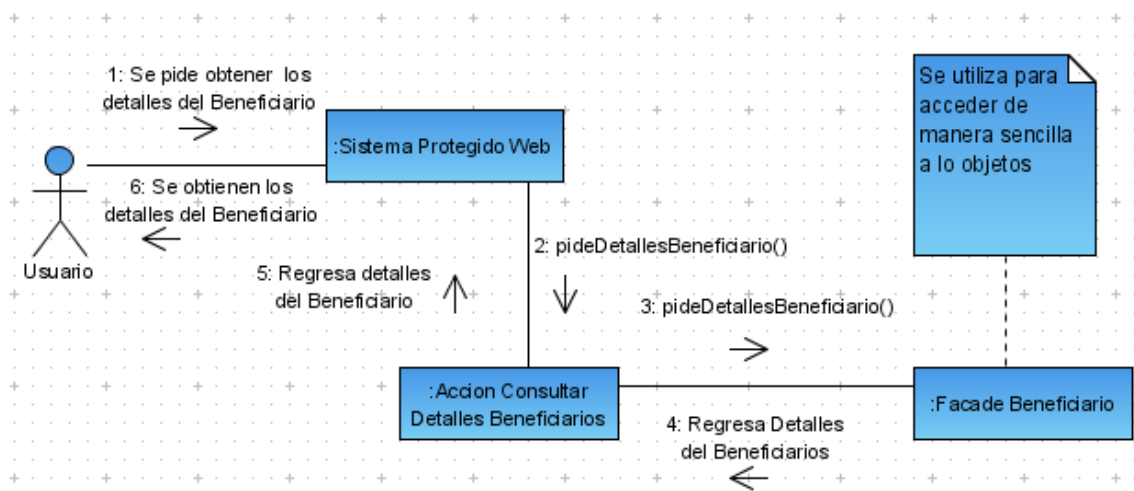 1: Se pide obtener los
detalles del Beneficiario
:Sistema Protegido Web
Se utiliza para
acceder de
manera sencilla
a lo objetos
6: Se obtienen los
detalles del Beneficiario
Usuario
2: pideDetallesBeneficiario()
5: Regresa detalles
del Beneficiario
3: pideDetallesBeneficiario()
:Accion Consultar
Detalles Beneficiarios
:Facade Beneficiario
4: Regresa Detalles
del Beneficiarios